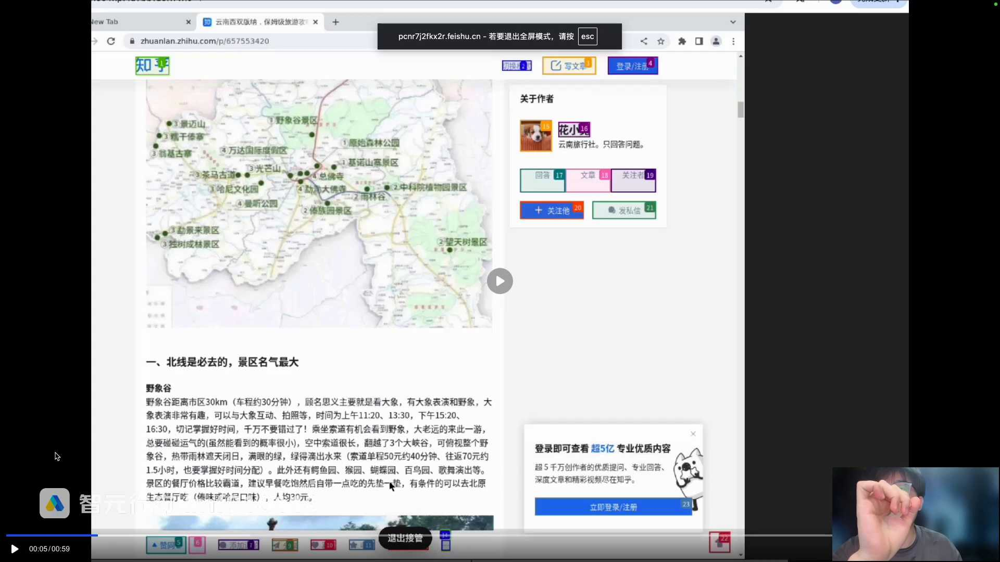 New Tab
云南西双版纳，保姆级旅游攻
pcnr7j2fkx2r.feishu.cn – 若要退出全屏模式，请按 esc
zhuanlan.zhihu.com/p/657553420
知乎 1
2
写文章 3
登录/注册 4
关于作者
15
花小 16
云南旅行社。只回答问题。
回答 17
文章 18
关注者 19
+ 关注他 20
发私信 21
①野象谷景区
③景迈山
③糯干傣寨
①原始森林公园
③翁基古寨
④万达国际度假区
①基诺山寨景区
③光芒山
③茶马古道
④总佛寺
②中科院植物园景区
③哈尼文化园
④勐泐大佛寺
②雨林谷
④曼听公园
②傣族园景区
③勐景来景区
②望天树景区
③独树成林景区
一、北线是必去的，景区名气最大
野象谷
野象谷距离市区30km（车程约30分钟），顾名思义主要就是看大象，有大象表演和野象，大
象表演非常有趣，可以与大象互动、拍照等，时间为上午11:20、13:30，下午15:20、
16:30，切记掌握好时间，千万不要错过了！乘坐索道有机会看到野象，大老远的来此一游，
总要碰碰运气的(虽然能看到的概率很小)，空中索道很长，翻越了3个大峡谷，可俯视整个野
象谷，热带雨林遮天闭日，满眼的绿，绿得滴出水来（索道单程50元约40分钟、往返70元约
1.5小时，也要掌握好时间分配）。此外还有鳄鱼园、猴园、蝴蝶园、百鸟园、歌舞演出等。
景区的餐厅价格比较霸道，建议早餐吃饱然后自带一点吃的先垫一垫，有条件的可以去北原
生态餐厅吃（傣味或哈尼口味），人均30元。
登录即可查看 超5亿 专业优质内容
超 5 千万创作者的优质提问、专业回答、
深度文章和精彩视频尽在知乎。
立即登录/注册 23
智元
赞同 5
6
添加 7
9
10
11
退出接管
14
22
00:05/00:59